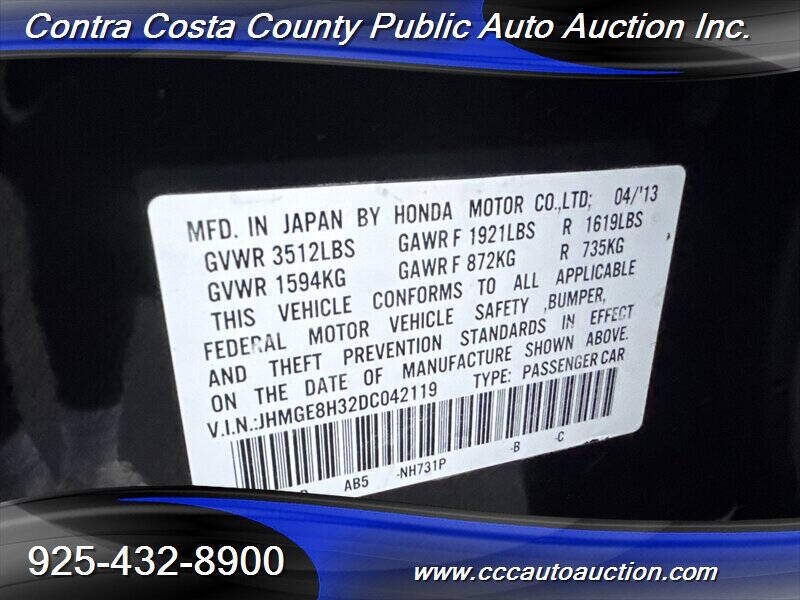 Contra Costa County Public Auto Auction Inc.
MFD. IN JAPAN BY HONDA MOTOR CO.,LTD; 04/'13
GVWR 3512LBS GAWR F 1921LBS R 1619LBS
GVWR 1594KG GAWR F 872KG R 735KG
THIS VEHICLE CONFORMS TO ALL APPLICABLE
FEDERAL MOTOR VEHICLE SAFETY ,BUMPER,
AND THEFT PREVENTION STANDARDS IN EFFECT
ON THE DATE OF MANUFACTURE SHOWN ABOVE.
V.I.N.:JHMGE8H32DC042119 TYPE: PASSENGER CAR
AB5 -NH731P -B -C
925-432-8900
www.cccautoauction.com